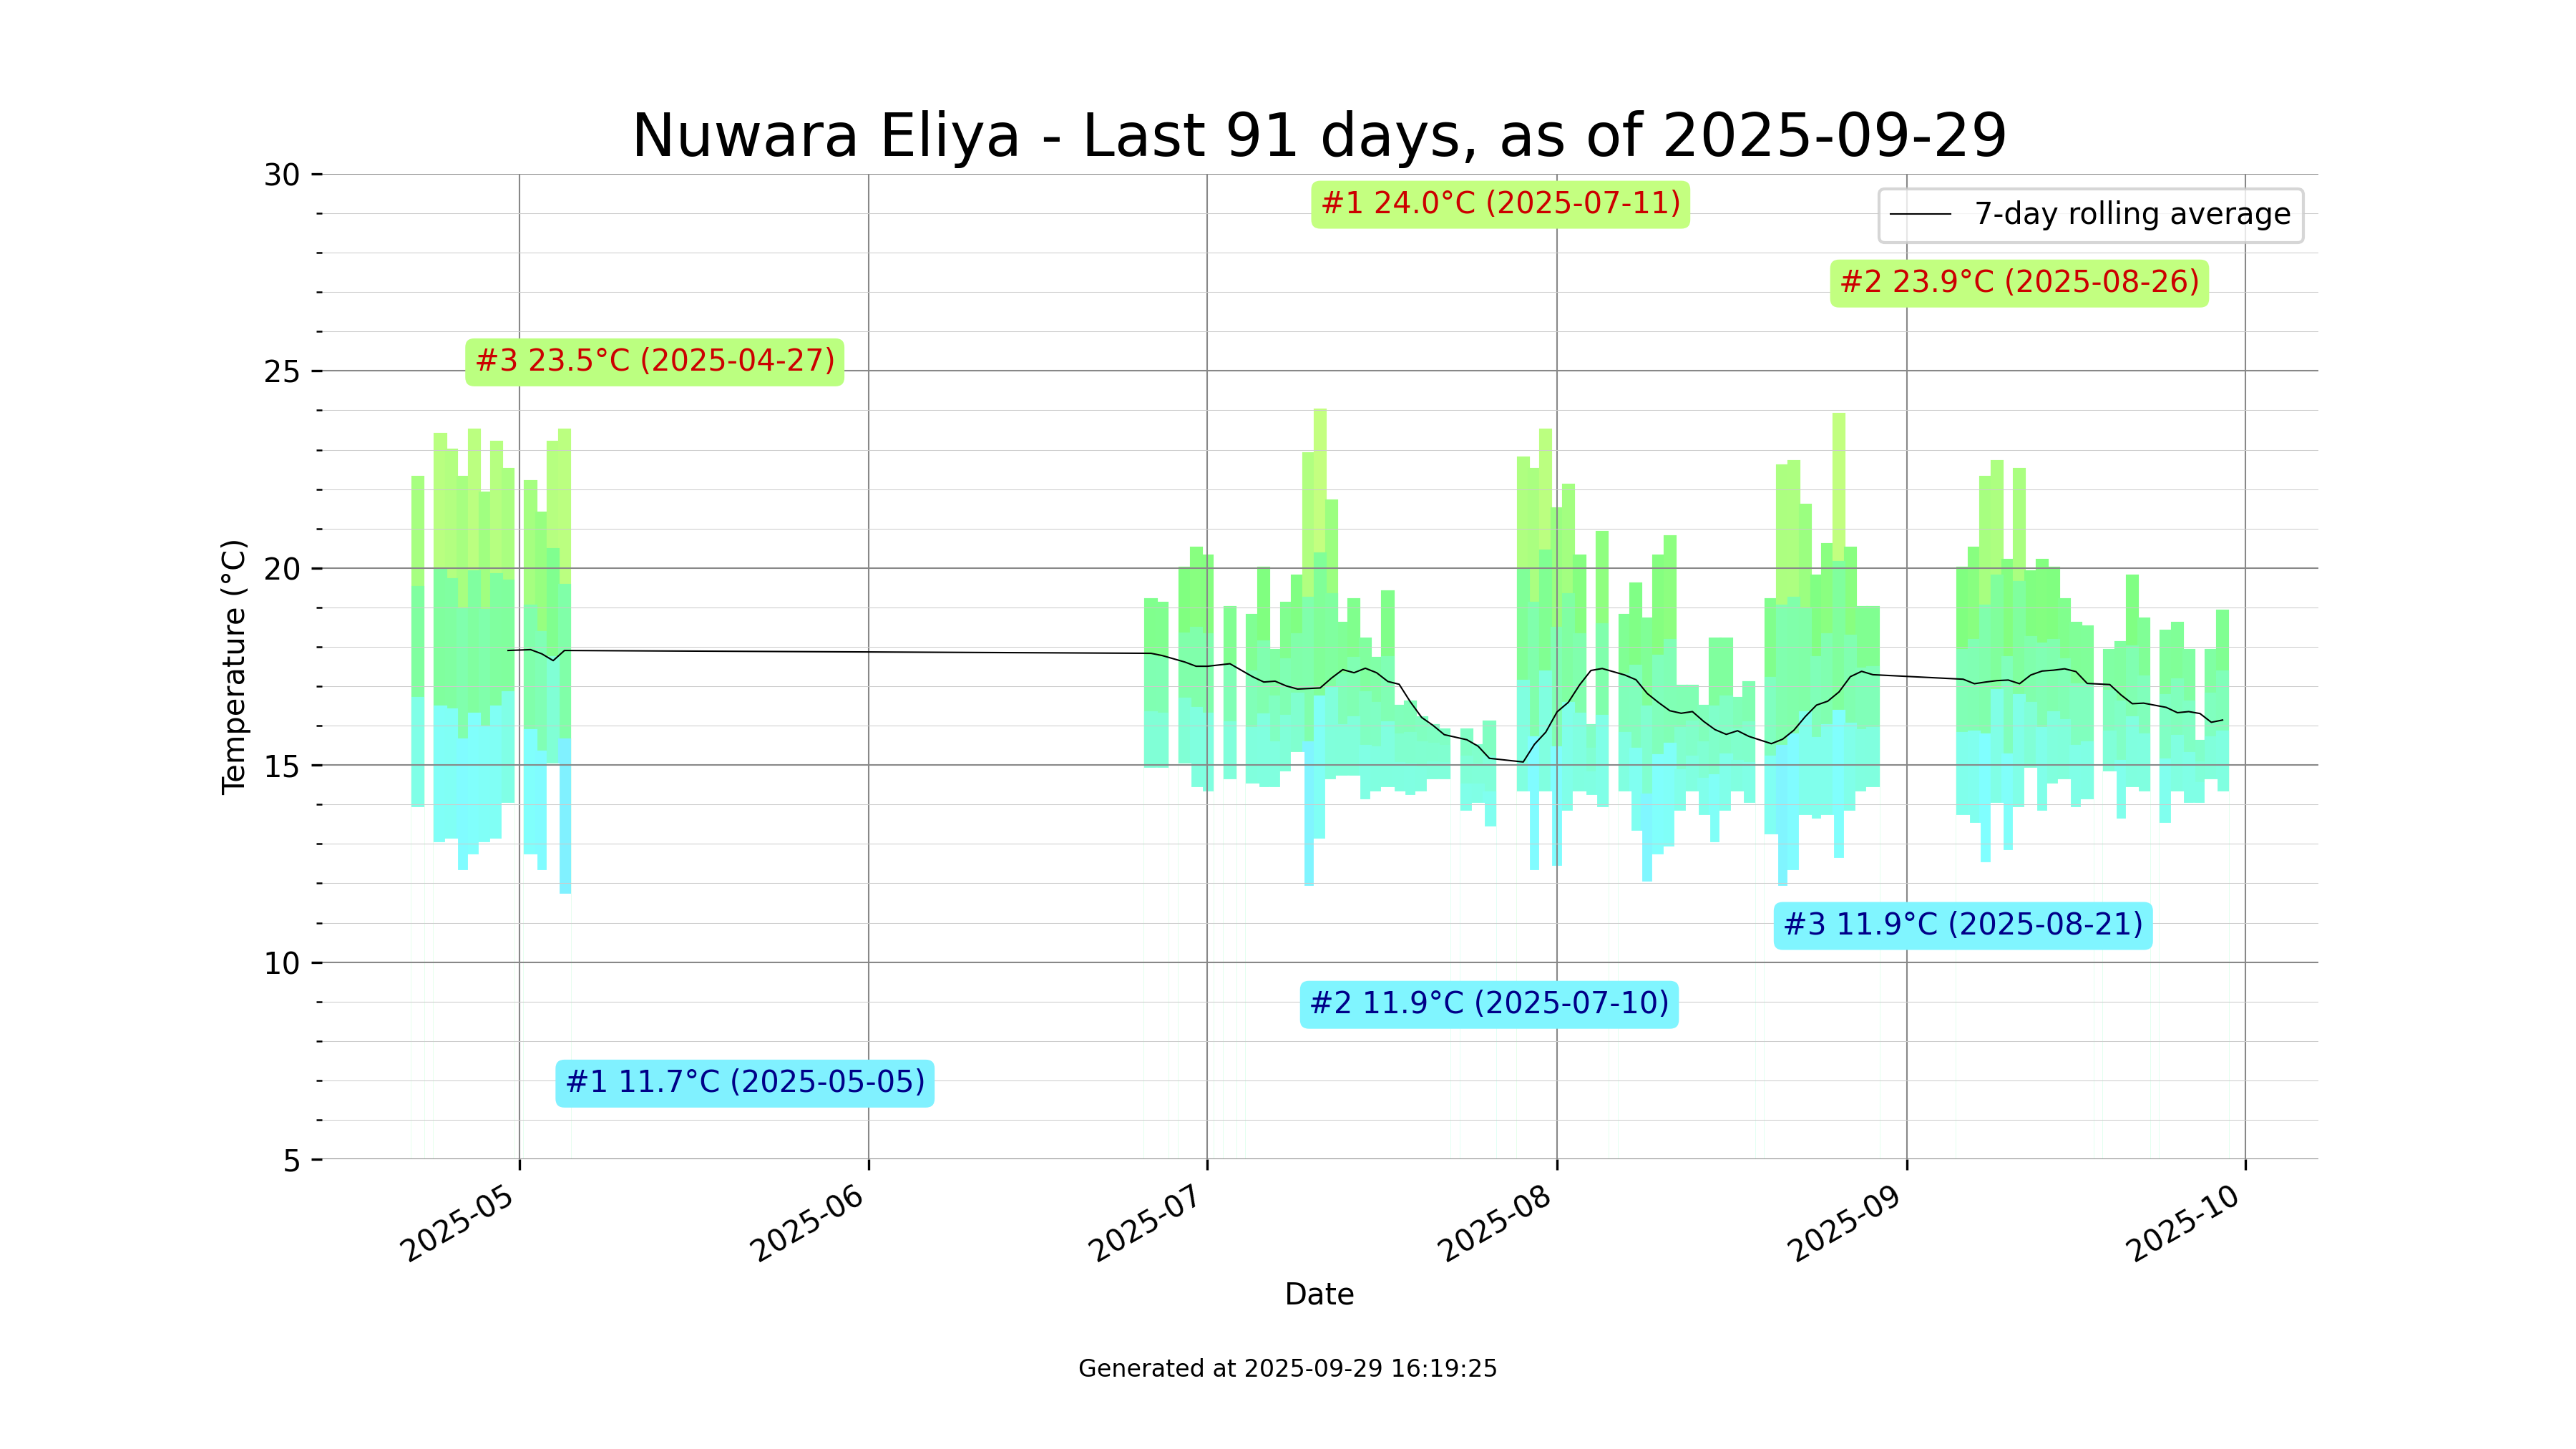 Nuwara Eliya - Last 91 days, as of 2025-09-29
30
25
20
15
10
5
Temperature (°C)
#1 24.0°C (2025-07-11)
7-day rolling average
#2 23.9°C (2025-08-26)
#3 23.5°C (2025-04-27)
#3 11.9°C (2025-08-21)
#2 11.9°C (2025-07-10)
#1 11.7°C (2025-05-05)
2025-05
2025-06
2025-07
2025-08
2025-09
2025-10
Date
Generated at 2025-09-29 16:19:25